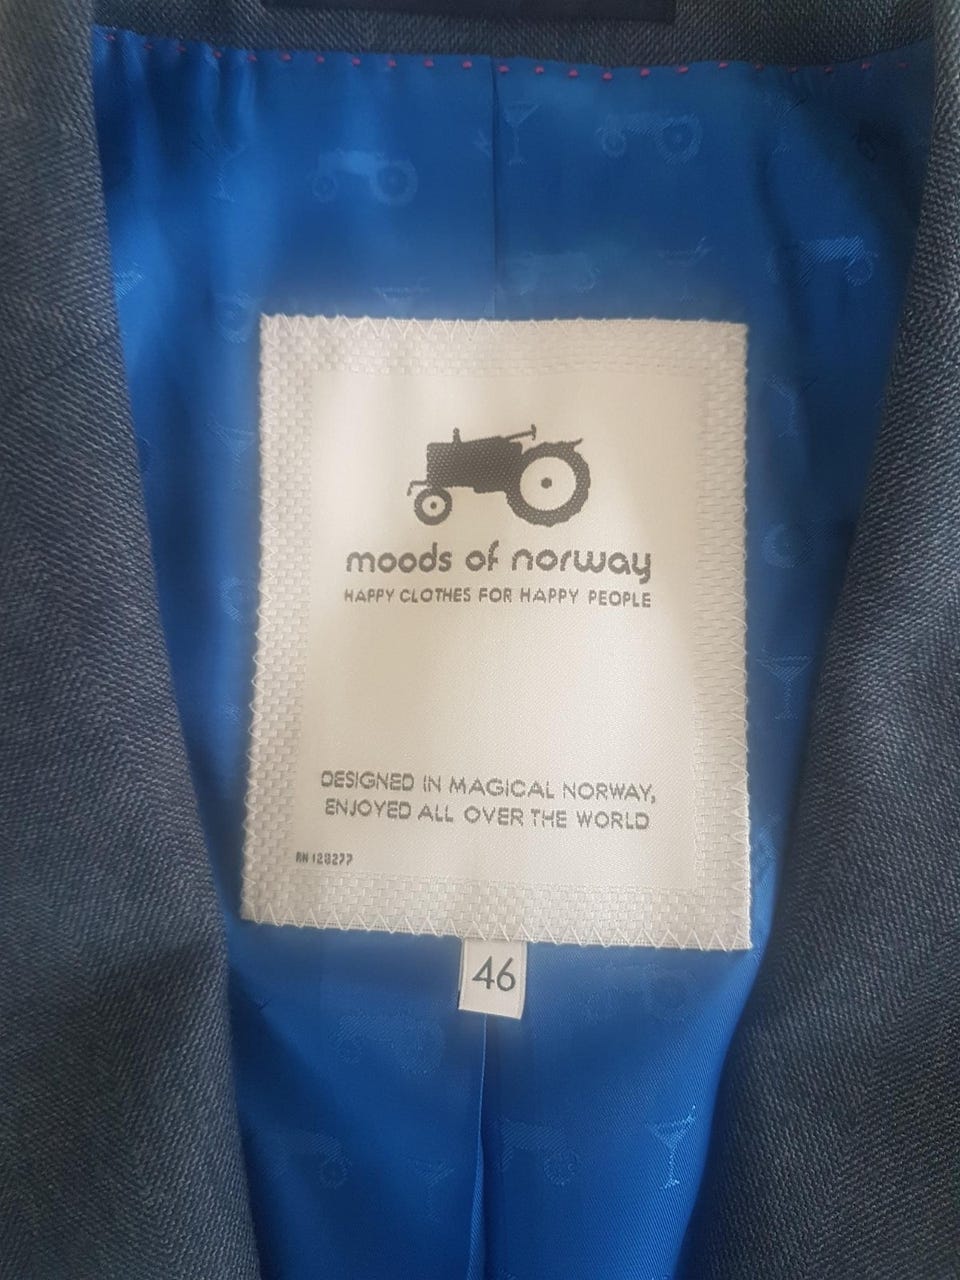 moods of norway
HAPPY CLOTHES FOR HAPPY PEOPLE
DESIGNED IN MAGICAL NORWAY,
ENJOYED ALL OVER THE WORLD
RN 128277
46